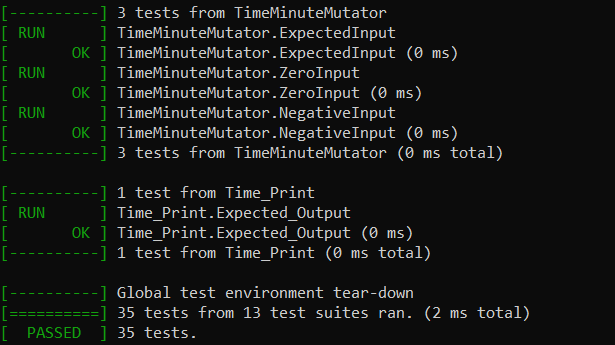 [----------] 3 tests from TimeMinuteMutator
[ RUN      ] TimeMinuteMutator.ExpectedInput
[       OK ] TimeMinuteMutator.ExpectedInput (0 ms)
[ RUN      ] TimeMinuteMutator.ZeroInput
[       OK ] TimeMinuteMutator.ZeroInput (0 ms)
[ RUN      ] TimeMinuteMutator.NegativeInput
[       OK ] TimeMinuteMutator.NegativeInput (0 ms)
[----------] 3 tests from TimeMinuteMutator (0 ms total)

[----------] 1 test from Time_Print
[ RUN      ] Time_Print.Expected_Output
[       OK ] Time_Print.Expected_Output (0 ms)
[----------] 1 test from Time_Print (0 ms total)

[----------] Global test environment tear-down
[==========] 35 tests from 13 test suites ran. (2 ms total)
[  PASSED  ] 35 tests.